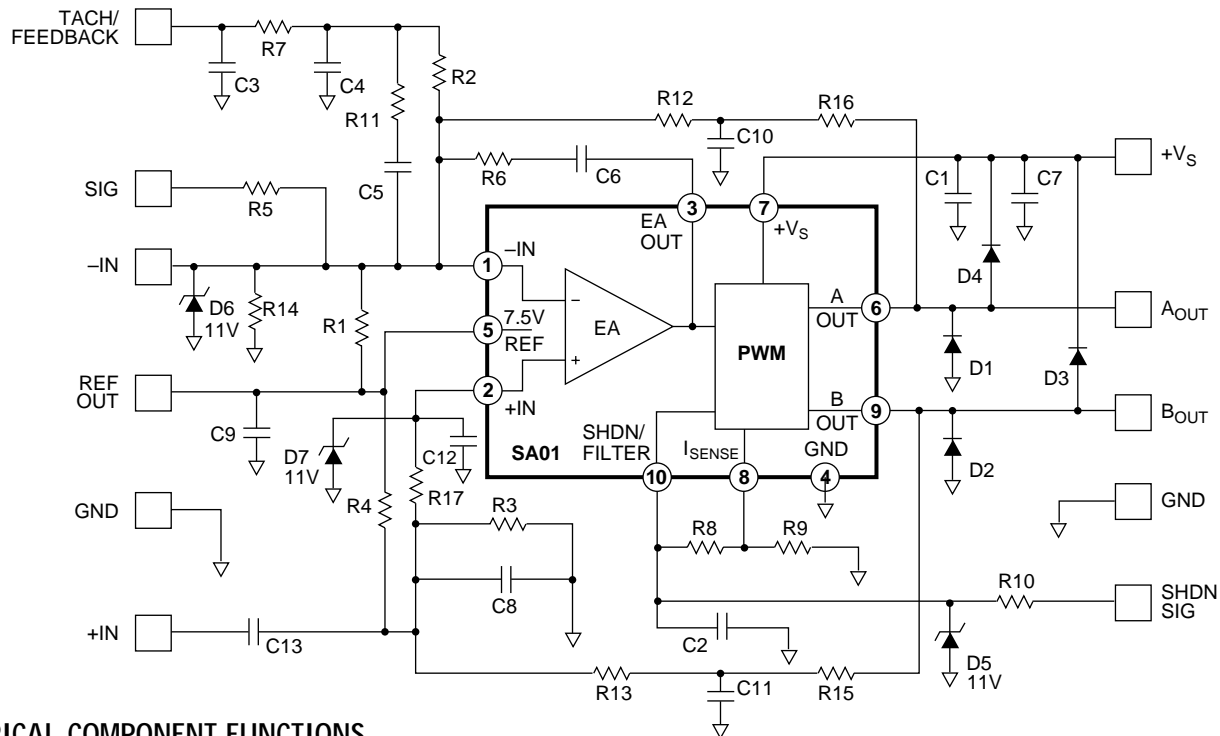 TACH/
FEEDBACK
R7
C3
C4
R2
R11
C5
R12
R16
C10
R6
C6
SIG
R5
+VS
C1
C7
D4
3
7
EA
OUT
+VS
–IN
1
–IN
D6
11V
R14
R1
5
7.5V
REF
EA
–
+
PWM
A
OUT
6
AOUT
D1
D3
REF
OUT
2
+IN
B
OUT
9
BOUT
C9
D7
11V
C12
SA01
SHDN/
FILTER
ISENSE
GND
D2
10
8
4
R17
R4
GND
R3
R8
R9
GND
C8
R10
SHDN
SIG
+IN
C13
C2
D5
11V
R13
C11
R15
RICAL COMPONENT FUNCTIONS